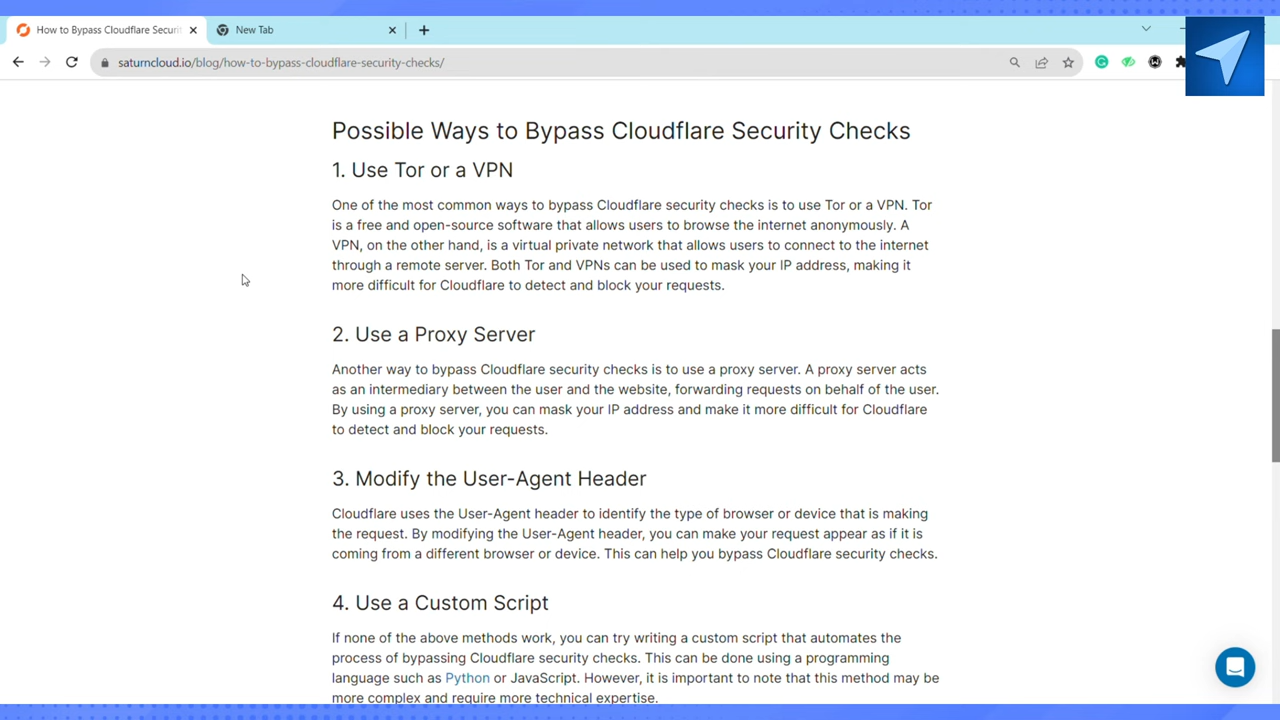 How to Bypass Cloudflare Securit
New Tab
saturncloud.io/blog/how-to-bypass-cloudflare-security-checks/
Possible Ways to Bypass Cloudflare Security Checks
1. Use Tor or a VPN
One of the most common ways to bypass Cloudflare security checks is to use Tor or a VPN. Tor
is a free and open-source software that allows users to browse the internet anonymously. A
VPN, on the other hand, is a virtual private network that allows users to connect to the internet
through a remote server. Both Tor and VPNs can be used to mask your IP address, making it
more difficult for Cloudflare to detect and block your requests.
2. Use a Proxy Server
Another way to bypass Cloudflare security checks is to use a proxy server. A proxy server acts
as an intermediary between the user and the website, forwarding requests on behalf of the user.
By using a proxy server, you can mask your IP address and make it more difficult for Cloudflare
to detect and block your requests.
3. Modify the User-Agent Header
Cloudflare uses the User-Agent header to identify the type of browser or device that is making
the request. By modifying the User-Agent header, you can make your request appear as if it is
coming from a different browser or device. This can help you bypass Cloudflare security checks.
4. Use a Custom Script
If none of the above methods work, you can try writing a custom script that automates the
process of bypassing Cloudflare security checks. This can be done using a programming
language such as Python or JavaScript. However, it is important to note that this method may be
more complex and require more technical expertise.